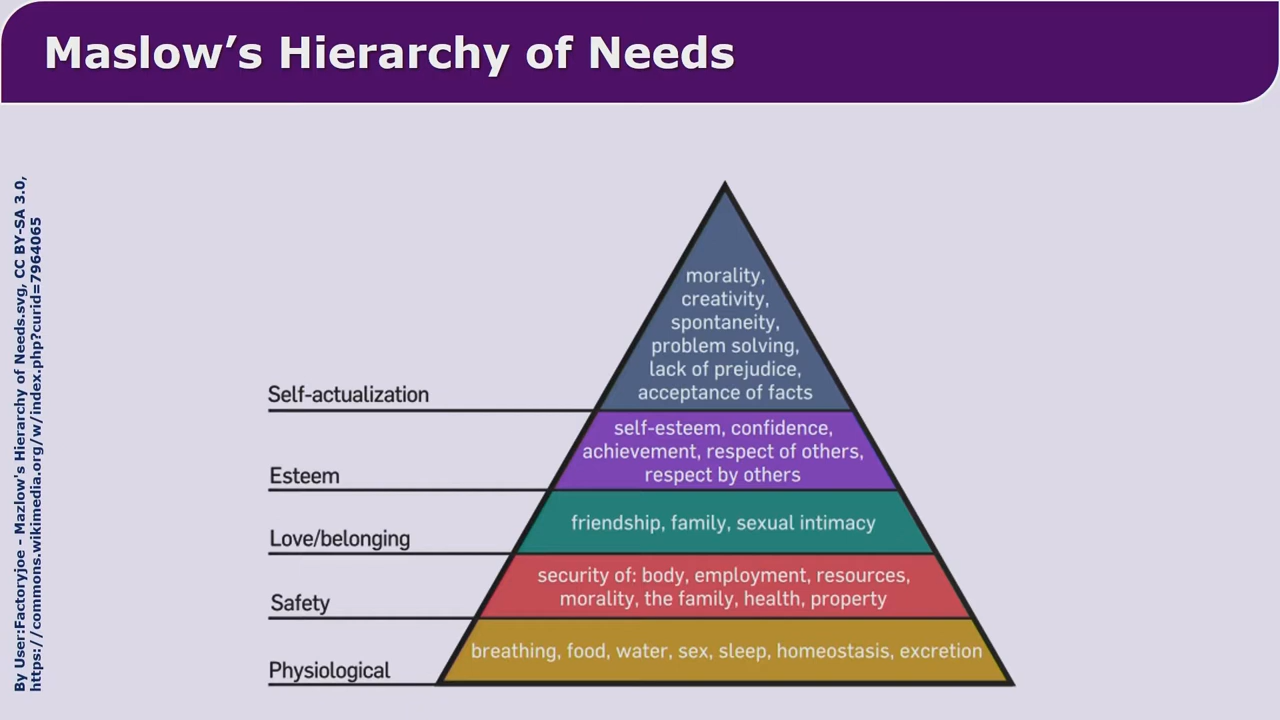 Maslow’s Hierarchy of Needs
By User:Factoryjoe - Mazlow's Hierarchy of Needs.svg, CC BY-SA 3.0,
https://commons.wikimedia.org/w/index.php?curid=7964065
morality,
creativity,
spontaneity,
problem solving,
lack of prejudice,
acceptance of facts
Self-actualization
self-esteem, confidence,
achievement, respect of others,
respect by others
Esteem
friendship, family, sexual intimacy
Love/belonging
security of: body, employment, resources,
morality, the family, health, property
Safety
breathing, food, water, sex, sleep, homeostasis, excretion
Physiological